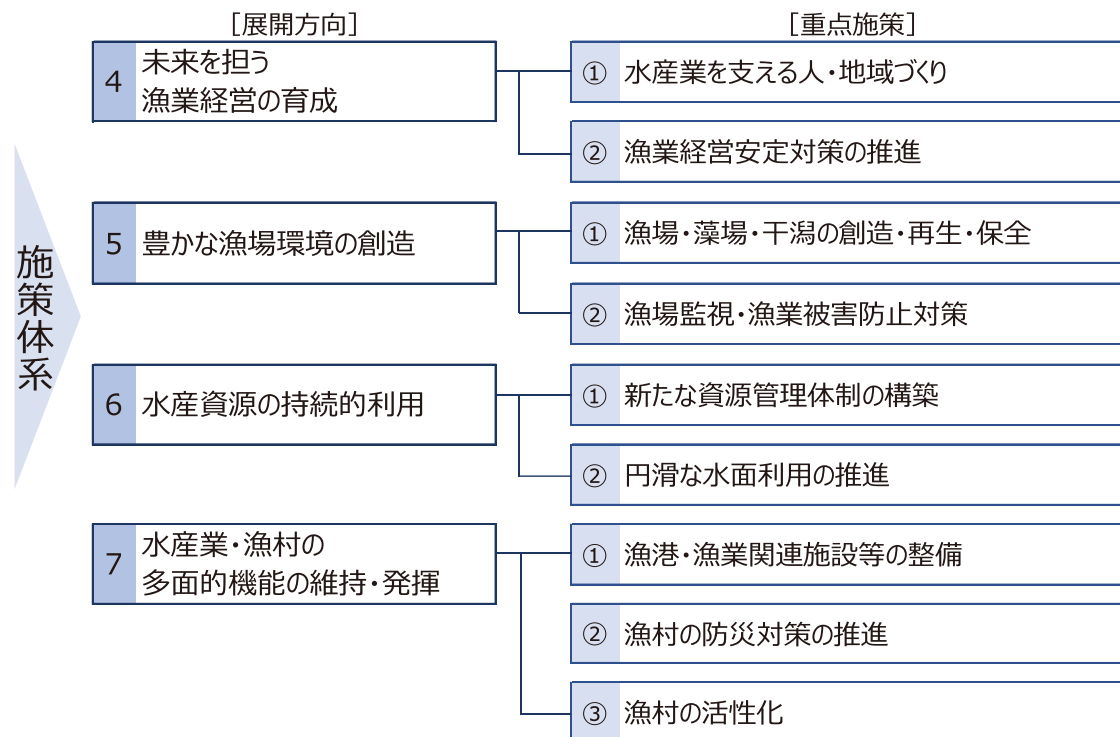 [展開方向]
[重点施策]
施策体系
4
未来を担う
漁業経営の育成
① 水産業を支える人・地域づくり
② 漁業経営安定対策の推進
5 豊かな漁場環境の創造
① 漁場・藻場・干潟の創造・再生・保全
② 漁場監視・漁業被害防止対策
6 水産資源の持続的利用
① 新たな資源管理体制の構築
② 円滑な水面利用の推進
7
水産業・漁村の
多面的機能の維持・発揮
① 漁港・漁業関連施設等の整備
② 漁村の防災対策の推進
③ 漁村の活性化